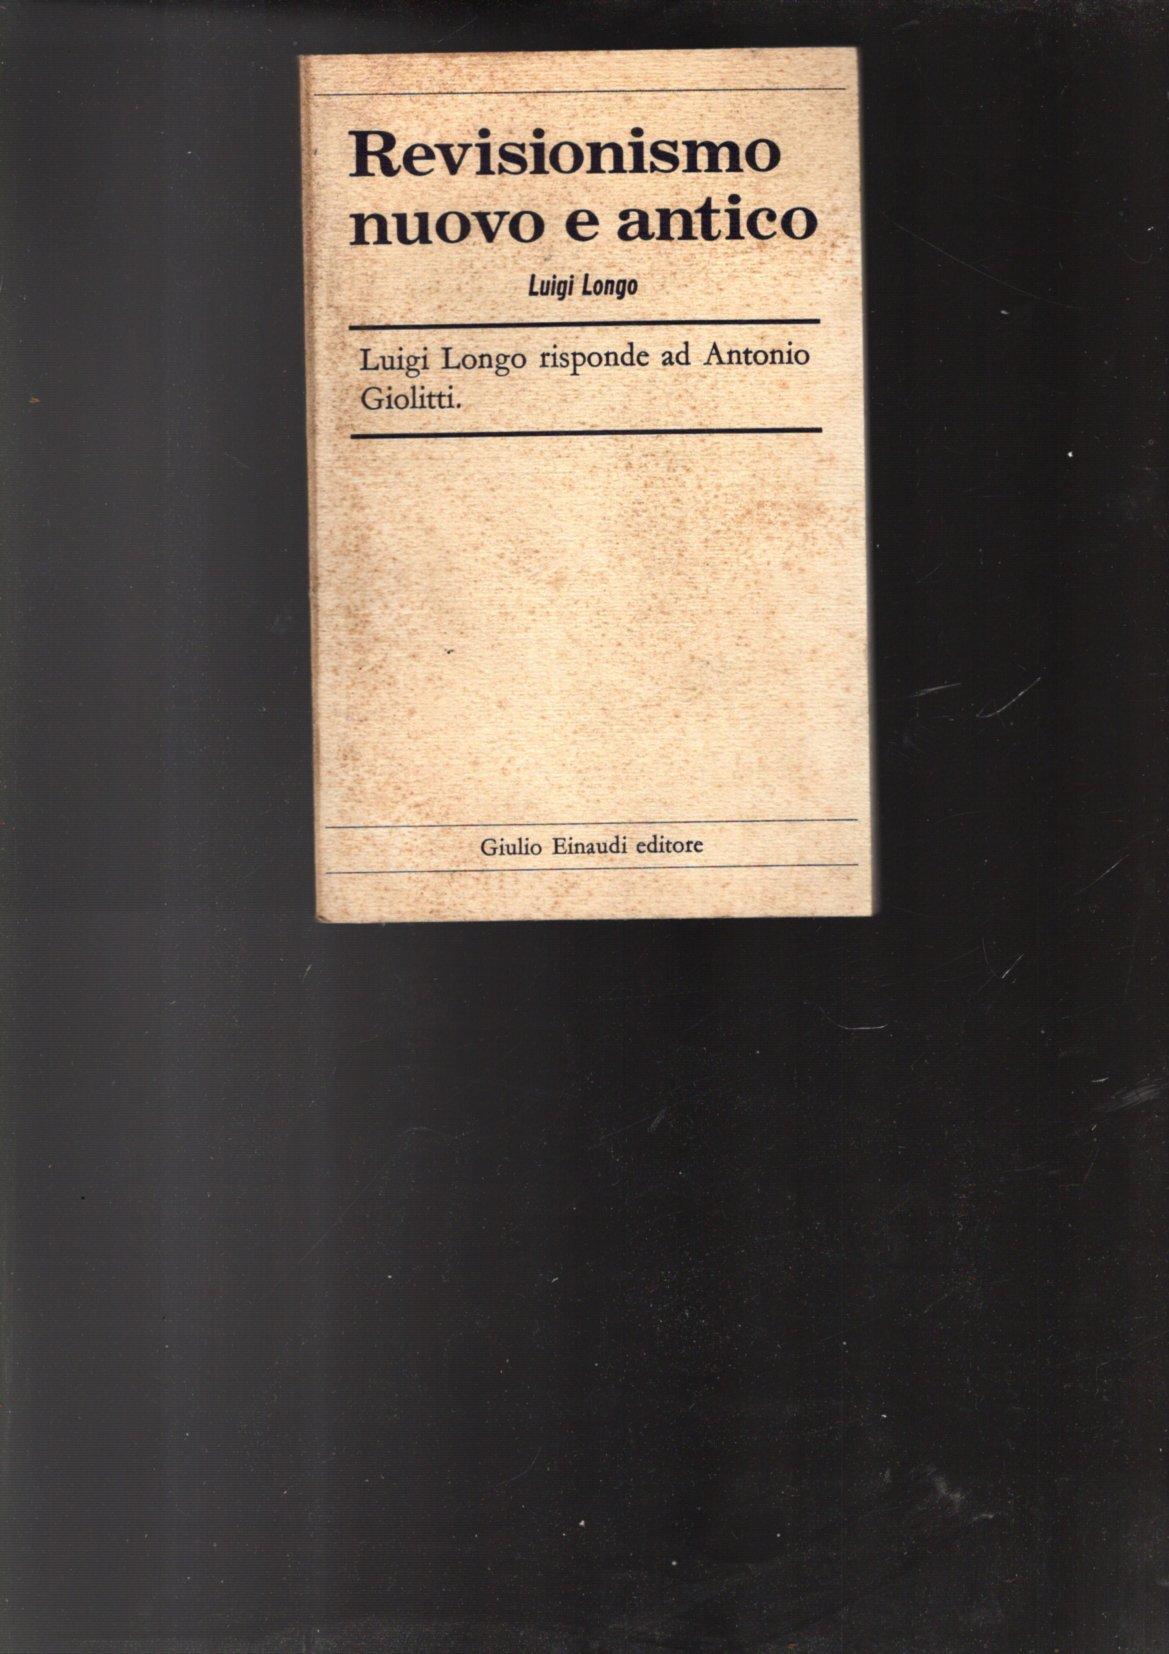 Revisionismo
nuovo e antico
Luigi Longo
Luigi Longo risponde ad Antonio
Giolitti.
Giulio Einaudi editore